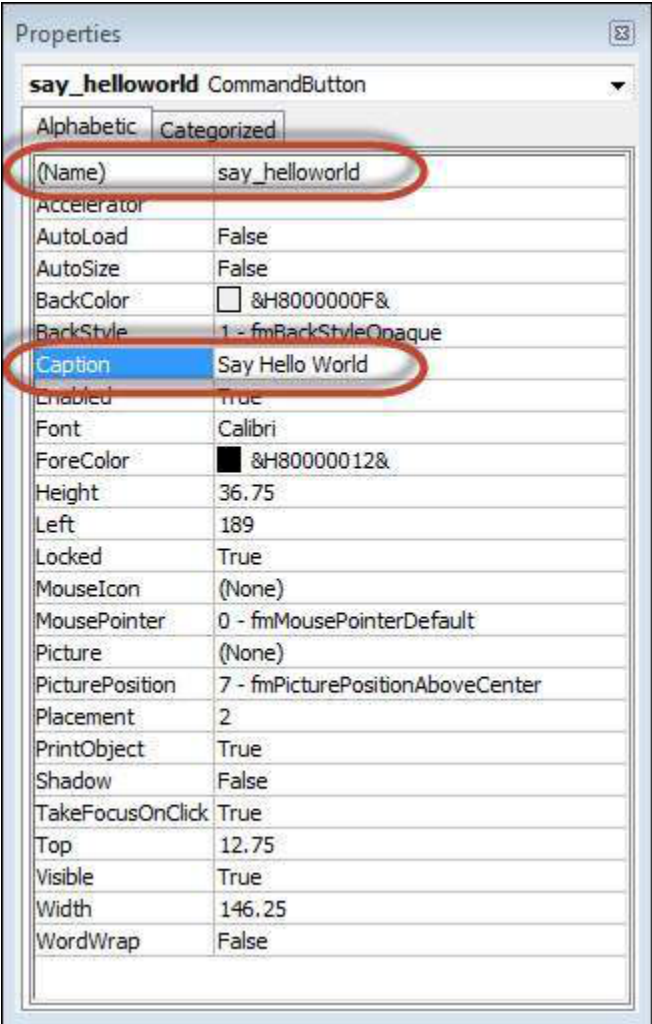 Properties
say_helloworld CommandButton
Alphabetic Categorized
(Name) say_helloworld
Accelerator
AutoLoad False
AutoSize False
BackColor &H8000000F&
BackStyle 1 - fmBackStyleOpaque
Caption Say Hello World
Enabled True
Font Calibri
ForeColor &H80000012&
Height 36.75
Left 189
Locked True
MouseIcon (None)
MousePointer 0 - fmMousePointerDefault
Picture (None)
PicturePosition 7 - fmPicturePositionAboveCenter
Placement 2
PrintObject True
Shadow False
TakeFocusOnClick True
Top 12.75
Visible True
Width 146.25
WordWrap False